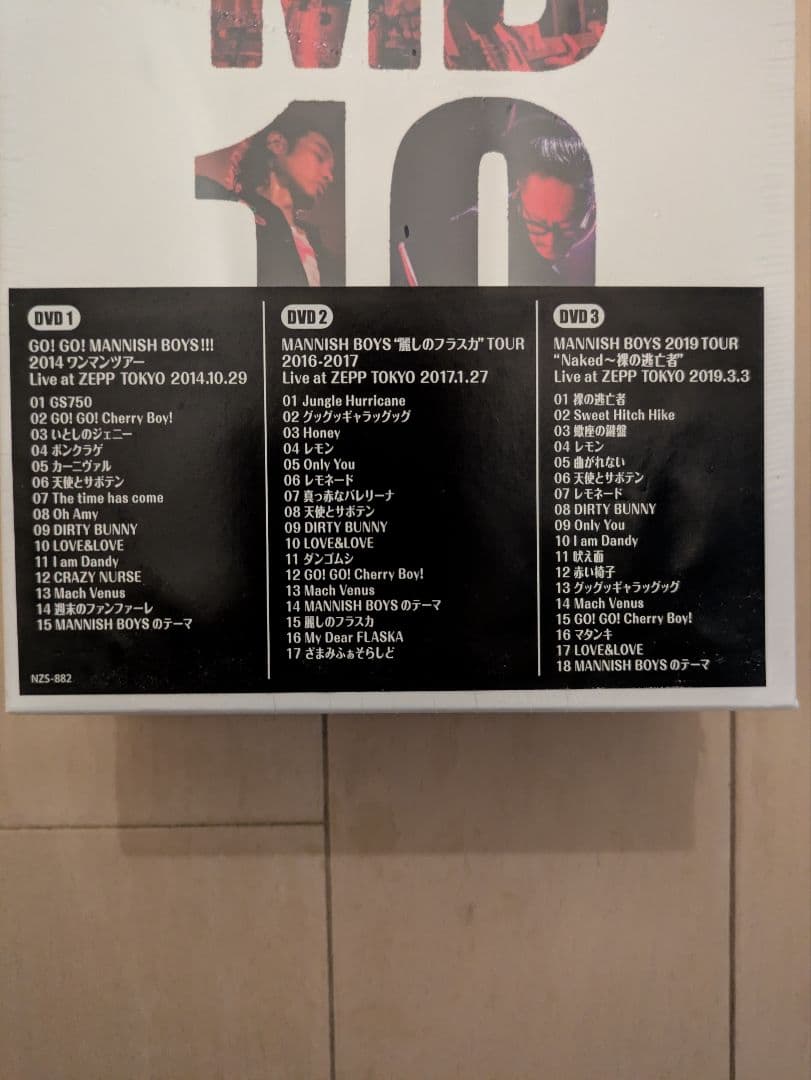 MB
10
DVD 1
GO! GO! MANNISH BOYS!!!
2014 ワンマンツアー
Live at ZEPP TOKYO 2014.10.29
01 GS750
02 GO! GO! Cherry Boy!
03 いとしのジェニー
04 ボンクラゲ
05 カーニヴァル
06 天使とサボテン
07 The time has come
08 Oh Amy
09 DIRTY BUNNY
10 LOVE&LOVE
11 I am Dandy
12 CRAZY NURSE
13 Mach Venus
14 週末のファンファーレ
15 MANNISH BOYS のテーマ
NZS-882
DVD 2
MANNISH BOYS “麗しのフラスカ” TOUR
2016-2017
Live at ZEPP TOKYO 2017.1.27
01 Jungle Hurricane
02 グッグッギャラッグッグ
03 Honey
04 レモン
05 Only You
06 レモネード
07 真っ赤なバレリーナ
08 天使とサボテン
09 DIRTY BUNNY
10 LOVE&LOVE
11 ダンゴムシ
12 GO! GO! Cherry Boy!
13 Mach Venus
14 MANNISH BOYS のテーマ
15 麗しのフラスカ
16 My Dear FLASKA
17 ざまみふぁそらしど
DVD 3
MANNISH BOYS 2019 TOUR
“Naked～裸の逃亡者”
Live at ZEPP TOKYO 2019.3.3
01 裸の逃亡者
02 Sweet Hitch Hike
03 蠍座の鍵盤
04 レモン
05 曲がれない
06 天使とサボテン
07 レモネード
08 DIRTY BUNNY
09 Only You
10 I am Dandy
11 吠え面
12 赤い椅子
13 グッグッギャラッグッグ
14 Mach Venus
15 GO! GO! Cherry Boy!
16 マタンキ
17 LOVE&LOVE
18 MANNISH BOYS のテーマ